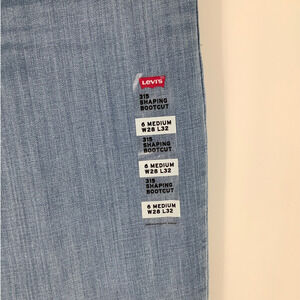 Levi's
315
SHAPING
BOOTCUT
6 MEDIUM
W28 L32
315
SHAPING
BOOTCUT
6 MEDIUM
W28 L32
315
SHAPING
BOOTCUT
6 MEDIUM
W28 L32